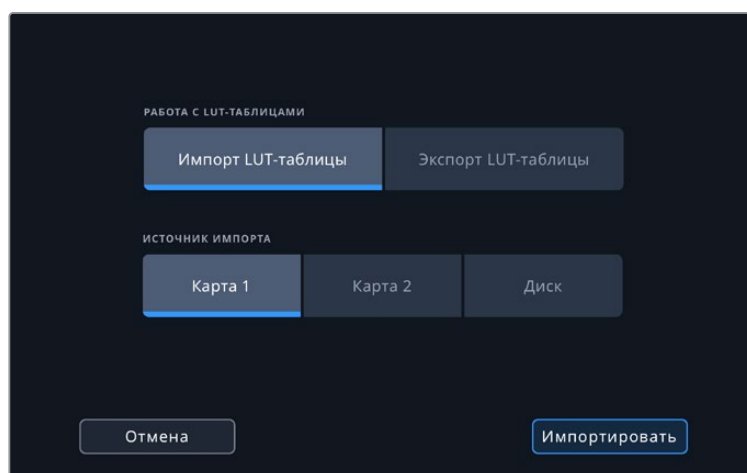 РАБОТА С LUT-ТАБЛИЦАМИ
Импорт LUT-таблицы Экспорт LUT-таблицы
ИСТОЧНИК ИМПОРТА
Карта 1 Карта 2 Диск
Отмена Импортировать